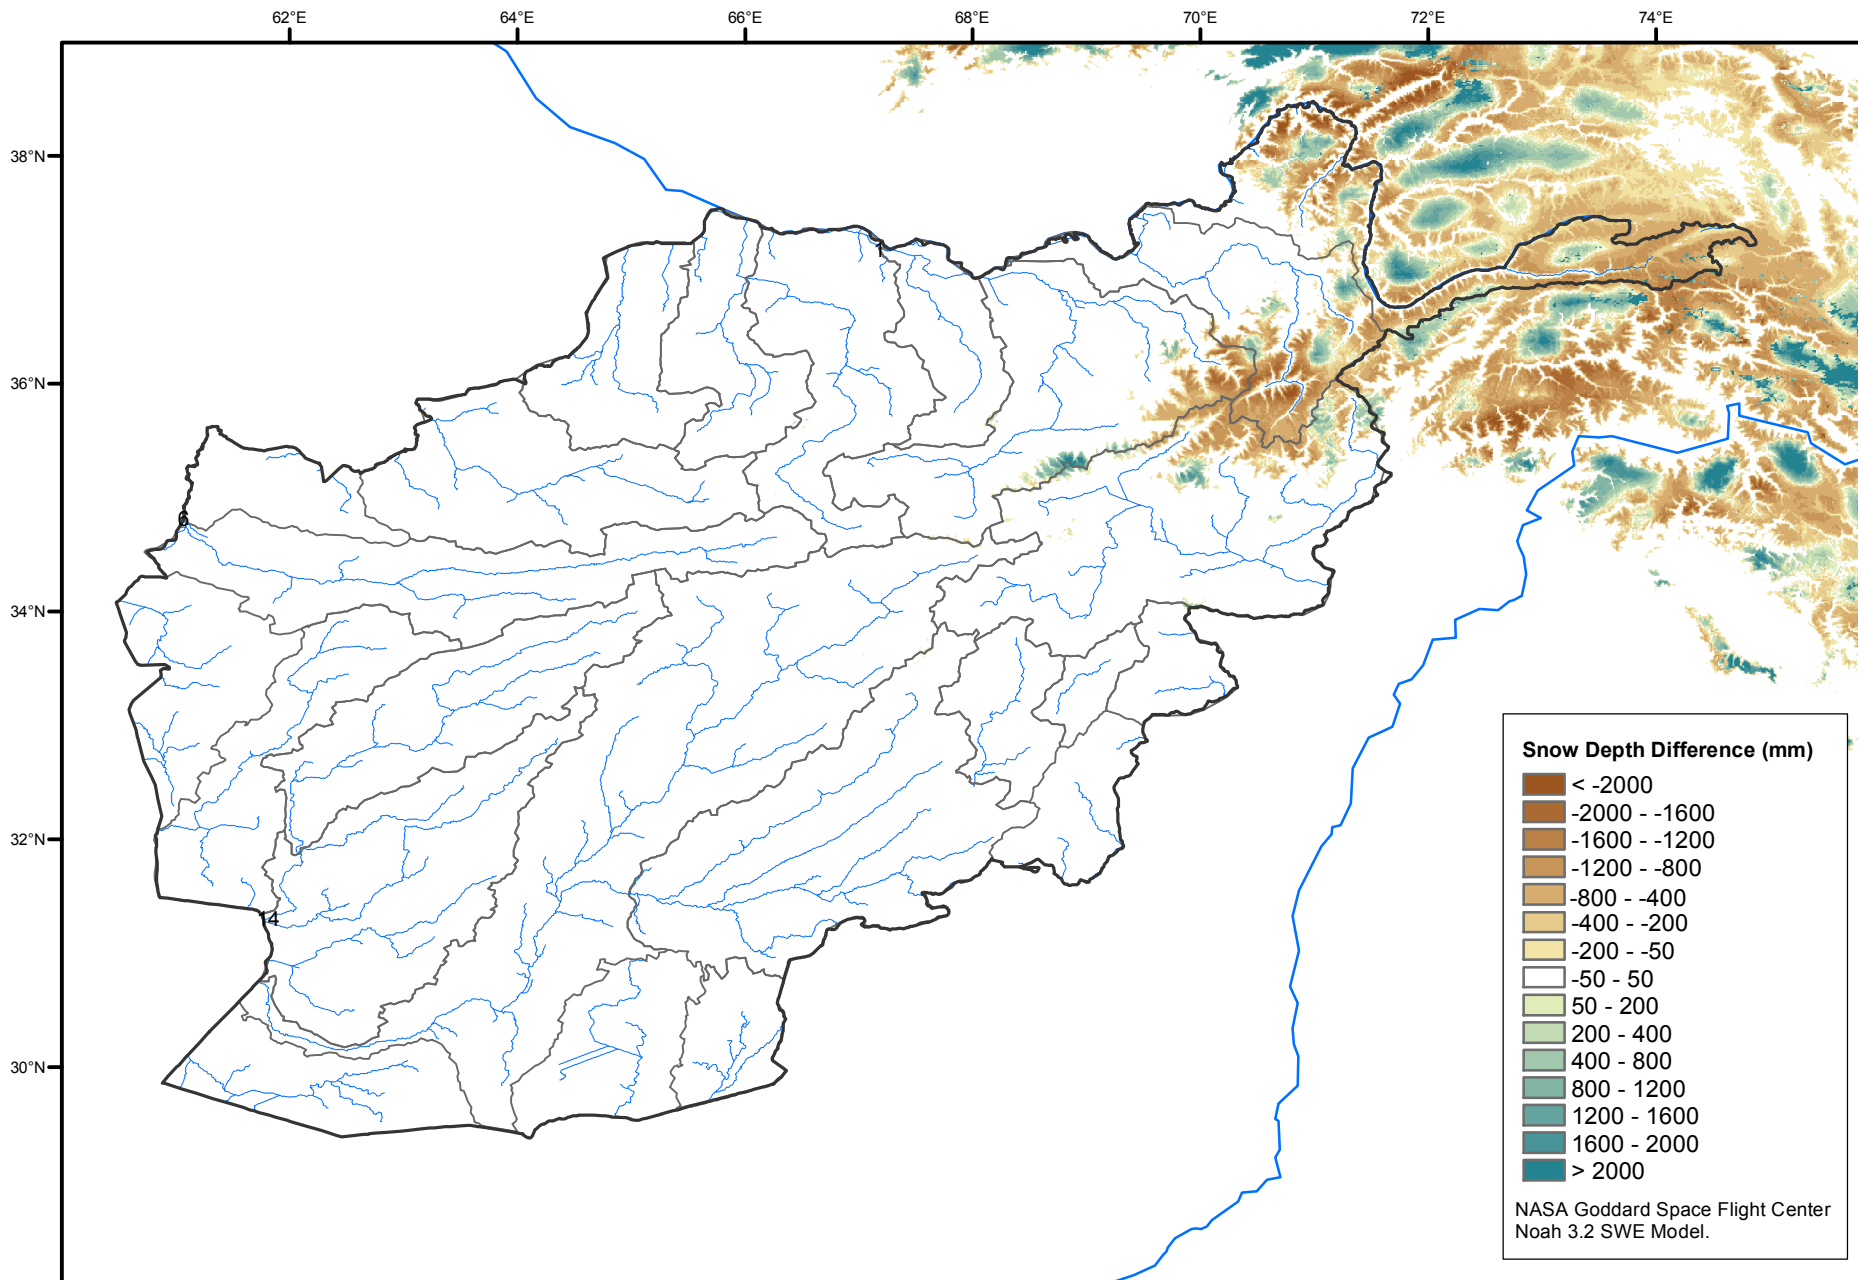 62°E 64°E 66°E 68°E 70°E 72°E 74°E
38°N
1
36°N
6
34°N
32°N
14
30°N
Snow Depth Difference (mm)
< -2000
-2000 - -1600
-1600 - -1200
-1200 - -800
-800 - -400
-400 - -200
-200 - -50
-50 - 50
50 - 200
200 - 400
400 - 800
800 - 1200
1200 - 1600
1600 - 2000
> 2000
NASA Goddard Space Flight Center
Noah 3.2 SWE Model.